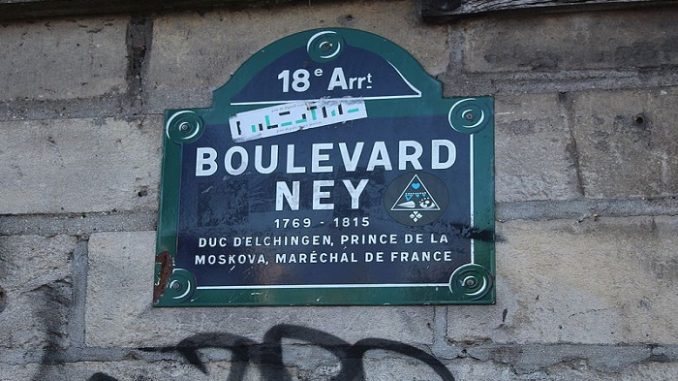 18e Arrt
BOULEVARD
NEY
1769 - 1815
DUC D'ELCHINGEN, PRINCE DE LA
MOSKOVA, MARÉCHAL DE FRANCE